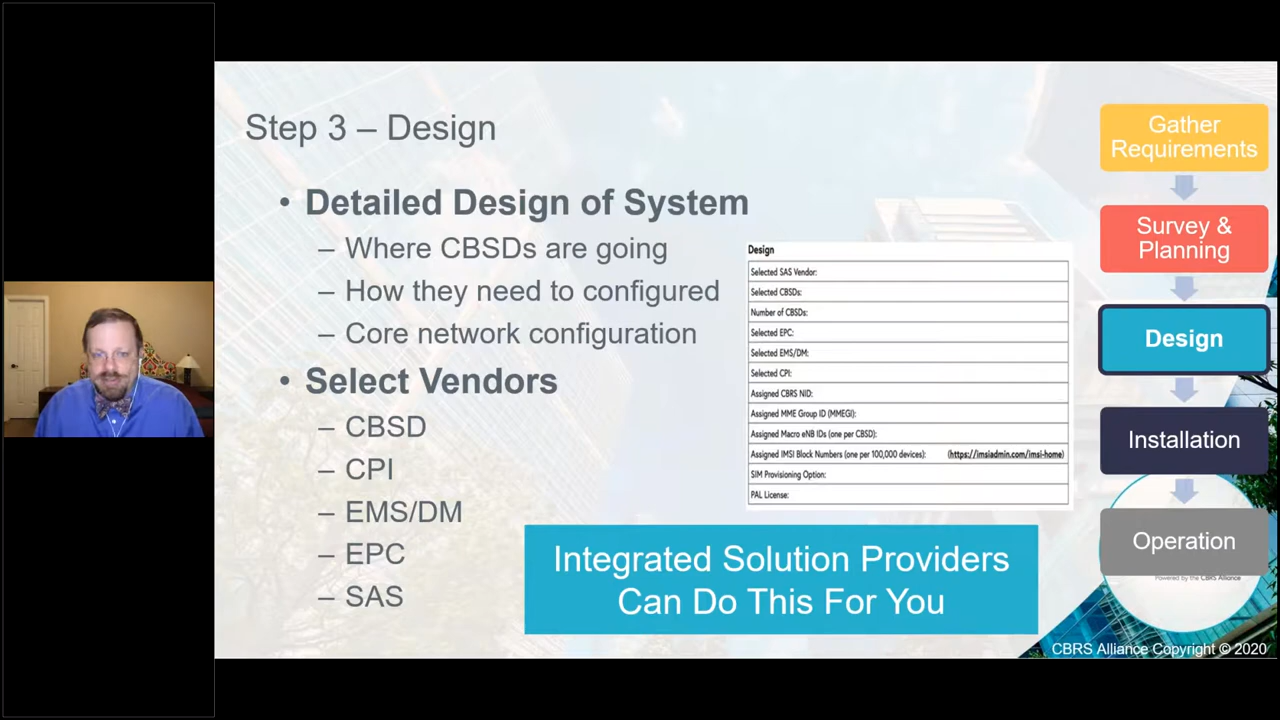 Step 3 – Design
• Detailed Design of System
– Where CBSDs are going
– How they need to configured
– Core network configuration
• Select Vendors
– CBSD
– CPI
– EMS/DM
– EPC
– SAS
Design
Selected SAS Vendor:
Selected CBSDs:
Number of CBSDs:
Selected EPC:
Selected EMS/DM:
Selected CPI:
Assigned CBRS NID:
Assigned MME Group ID (MMEGI):
Assigned Macro eNB IDs (one per CBSD):
Assigned IMSI Block Numbers (one per 100,000 devices): (https://imsiadmin.com/imsi-home)
SIM Provisioning Option:
PAL License:
Integrated Solution Providers
Can Do This For You
Gather
Requirements
Survey &
Planning
Design
Installation
Operation
Powered by the CBRS Alliance
CBRS Alliance Copyright © 2020